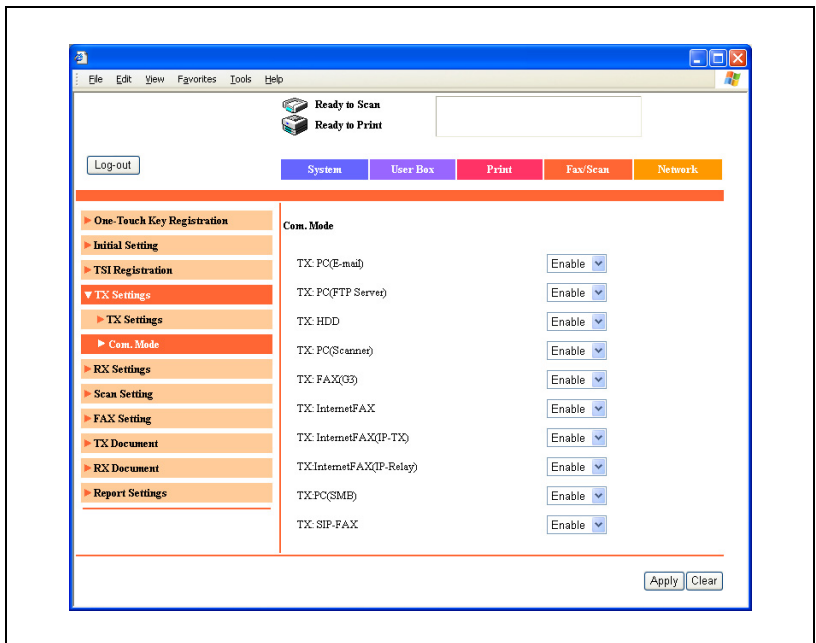 File Edit View Favorites Tools Help
Ready to Scan
Ready to Print
Log-out
System User Box Print Fax/Scan Network
One-Touch Key Registration
Initial Setting
TSI Registration
TX Settings
TX Settings
Com. Mode
RX Settings
Scan Setting
FAX Setting
TX Document
RX Document
Report Settings
Com. Mode
TX: PC(E-mail) Enable
TX: PC(FTP Server) Enable
TX: HDD Enable
TX: PC(Scanner) Enable
TX: FAX(G3) Enable
TX: InternetFAX Enable
TX: InternetFAX(IP-TX) Enable
TX:InternetFAX(IP-Relay) Enable
TX:PC(SMB) Enable
TX: SIP-FAX Enable
Apply Clear